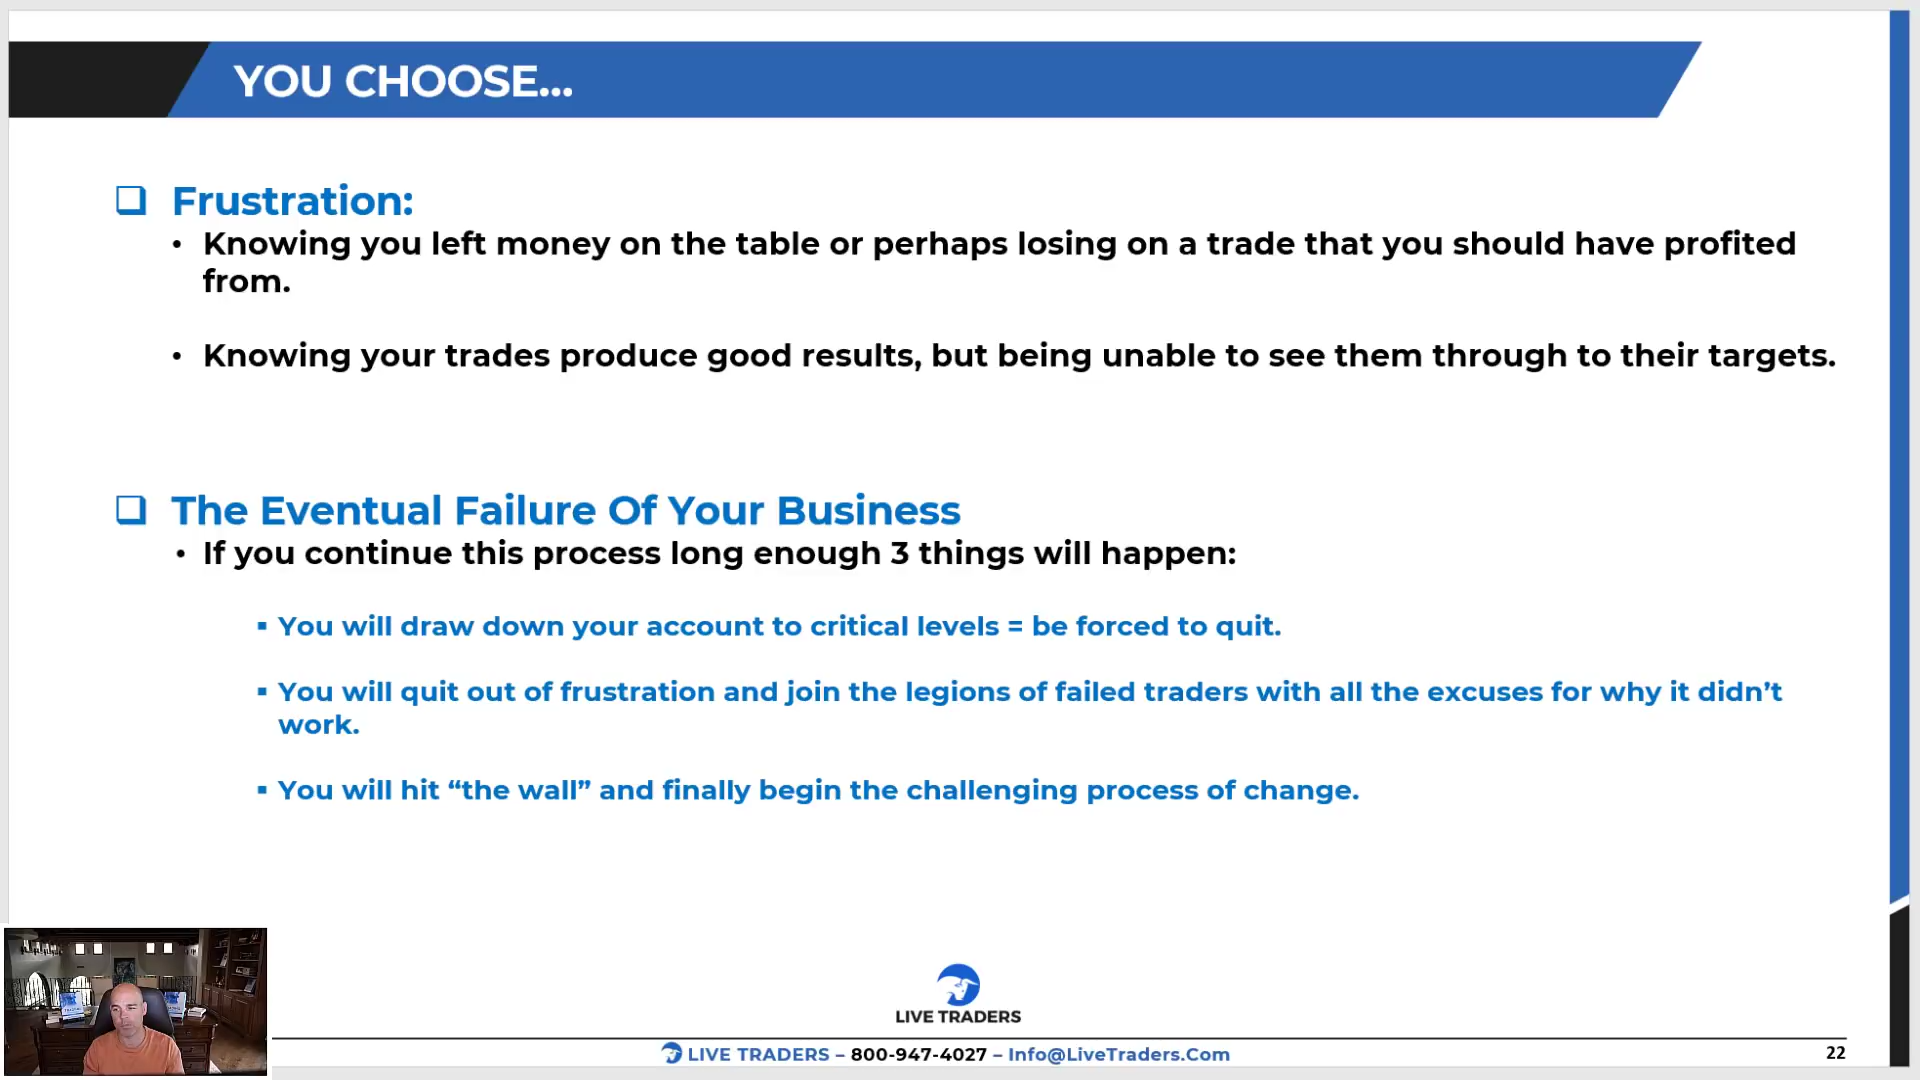 YOU CHOOSE...
❑ Frustration:
• Knowing you left money on the table or perhaps losing on a trade that you should have profited
from.
• Knowing your trades produce good results, but being unable to see them through to their targets.
❑ The Eventual Failure Of Your Business
• If you continue this process long enough 3 things will happen:
▪ You will draw down your account to critical levels = be forced to quit.
▪ You will quit out of frustration and join the legions of failed traders with all the excuses for why it didn’t
work.
▪ You will hit “the wall” and finally begin the challenging process of change.
LIVE TRADERS
LIVE TRADERS – 800-947-4027 – Info@LiveTraders.Com
22